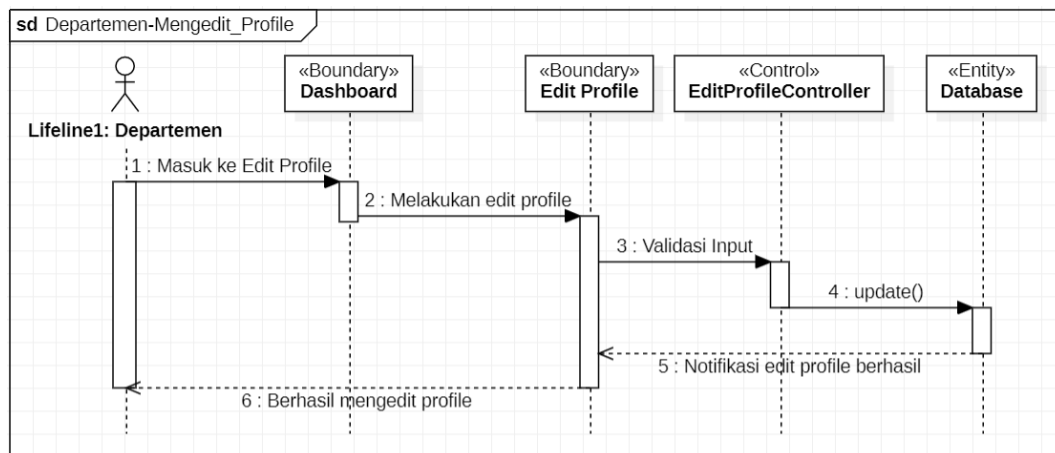 sd Departemen-Mengedit_Profile
Lifeline1: Departemen
«Boundary»
Dashboard
«Boundary»
Edit Profile
«Control»
EditProfileController
«Entity»
Database
1 : Masuk ke Edit Profile
2 : Melakukan edit profile
3 : Validasi Input
4 : update()
5 : Notifikasi edit profile berhasil
6 : Berhasil mengedit profile